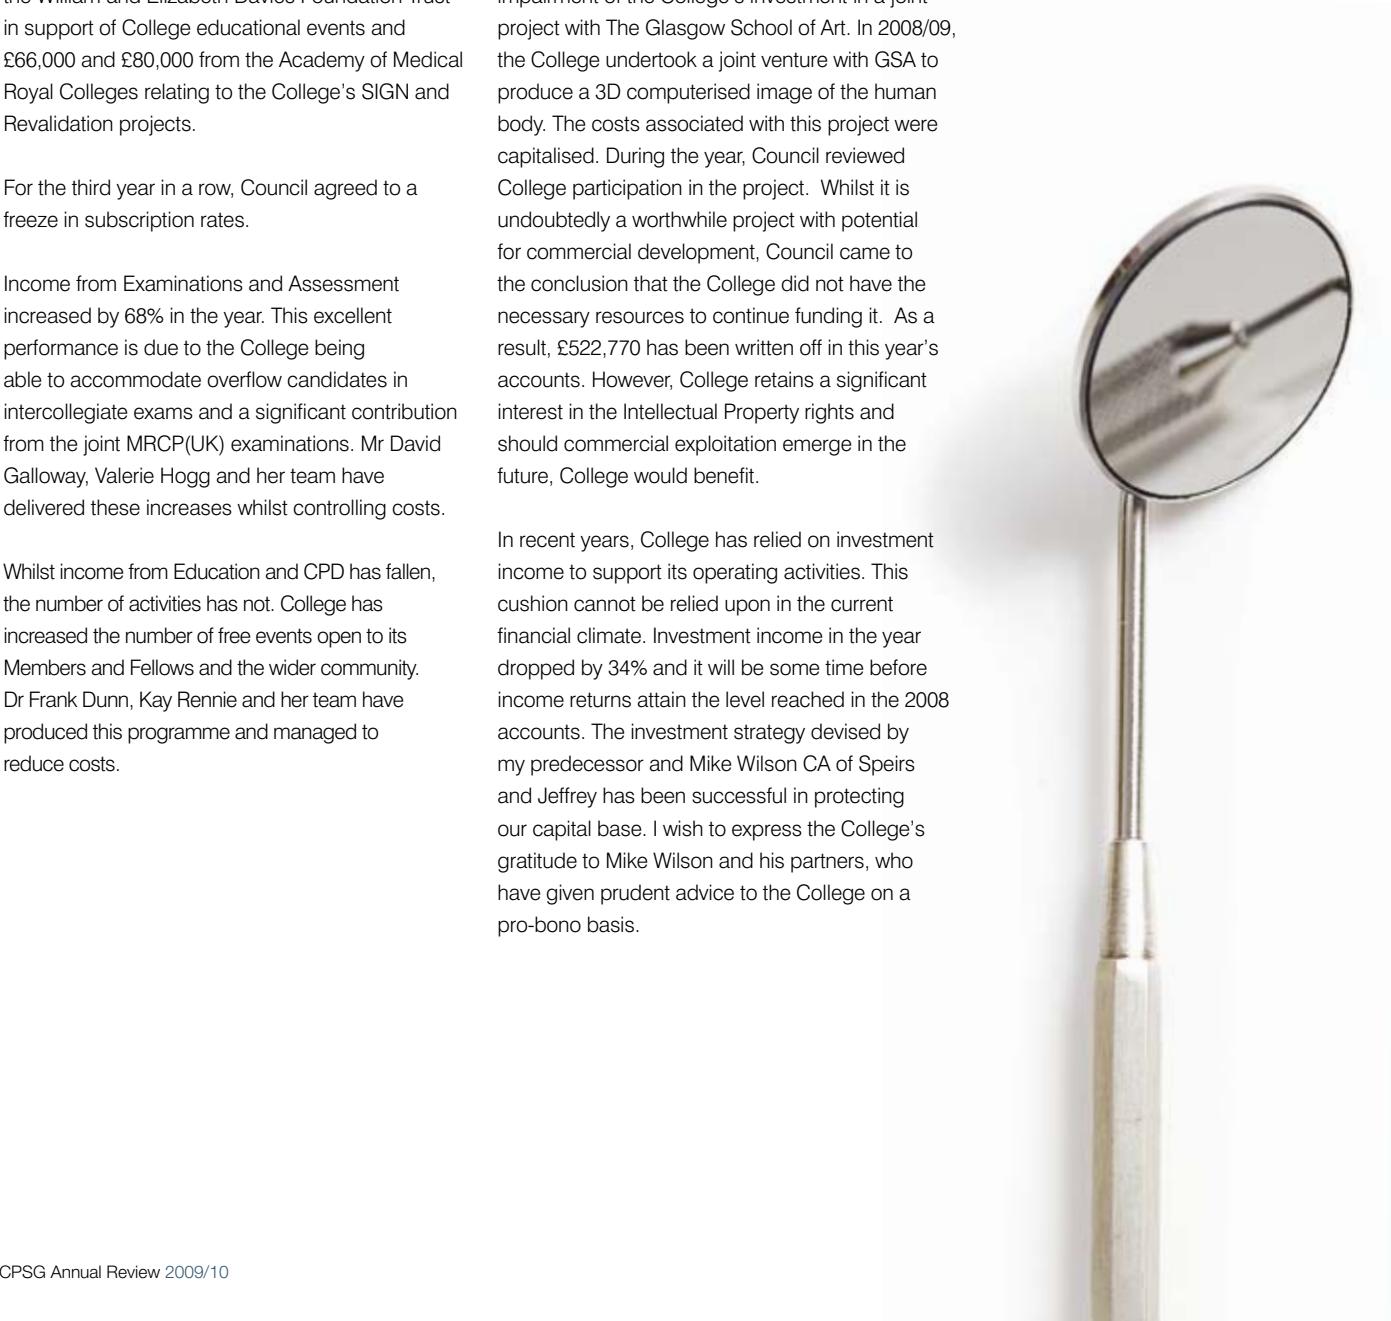 the William and Elizabeth Davies Foundation Trust
in support of College educational events and
£66,000 and £80,000 from the Academy of Medical
Royal Colleges relating to the College's SIGN and
Revalidation projects.
For the third year in a row, Council agreed to a
freeze in subscription rates.
Income from Examinations and Assessment
increased by 68% in the year. This excellent
performance is due to the College being
able to accommodate overflow candidates in
intercollegiate exams and a significant contribution
from the joint MRCP(UK) examinations. Mr David
Galloway, Valerie Hogg and her team have
delivered these increases whilst controlling costs.
Whilst income from Education and CPD has fallen,
the number of activities has not. College has
increased the number of free events open to its
Members and Fellows and the wider community.
Dr Frank Dunn, Kay Rennie and her team have
produced this programme and managed to
reduce costs.
impairment of the College's investment in a joint
project with The Glasgow School of Art. In 2008/09,
the College undertook a joint venture with GSA to
produce a 3D computerised image of the human
body. The costs associated with this project were
capitalised. During the year, Council reviewed
College participation in the project.  Whilst it is
undoubtedly a worthwhile project with potential
for commercial development, Council came to
the conclusion that the College did not have the
necessary resources to continue funding it.  As a
result, £522,770 has been written off in this year's
accounts. However, College retains a significant
interest in the Intellectual Property rights and
should commercial exploitation emerge in the
future, College would benefit.
In recent years, College has relied on investment
income to support its operating activities. This
cushion cannot be relied upon in the current
financial climate. Investment income in the year
dropped by 34% and it will be some time before
income returns attain the level reached in the 2008
accounts. The investment strategy devised by
my predecessor and Mike Wilson CA of Speirs
and Jeffrey has been successful in protecting
our capital base. I wish to express the College's
gratitude to Mike Wilson and his partners, who
have given prudent advice to the College on a
pro-bono basis.
CPSG Annual Review 2009/10